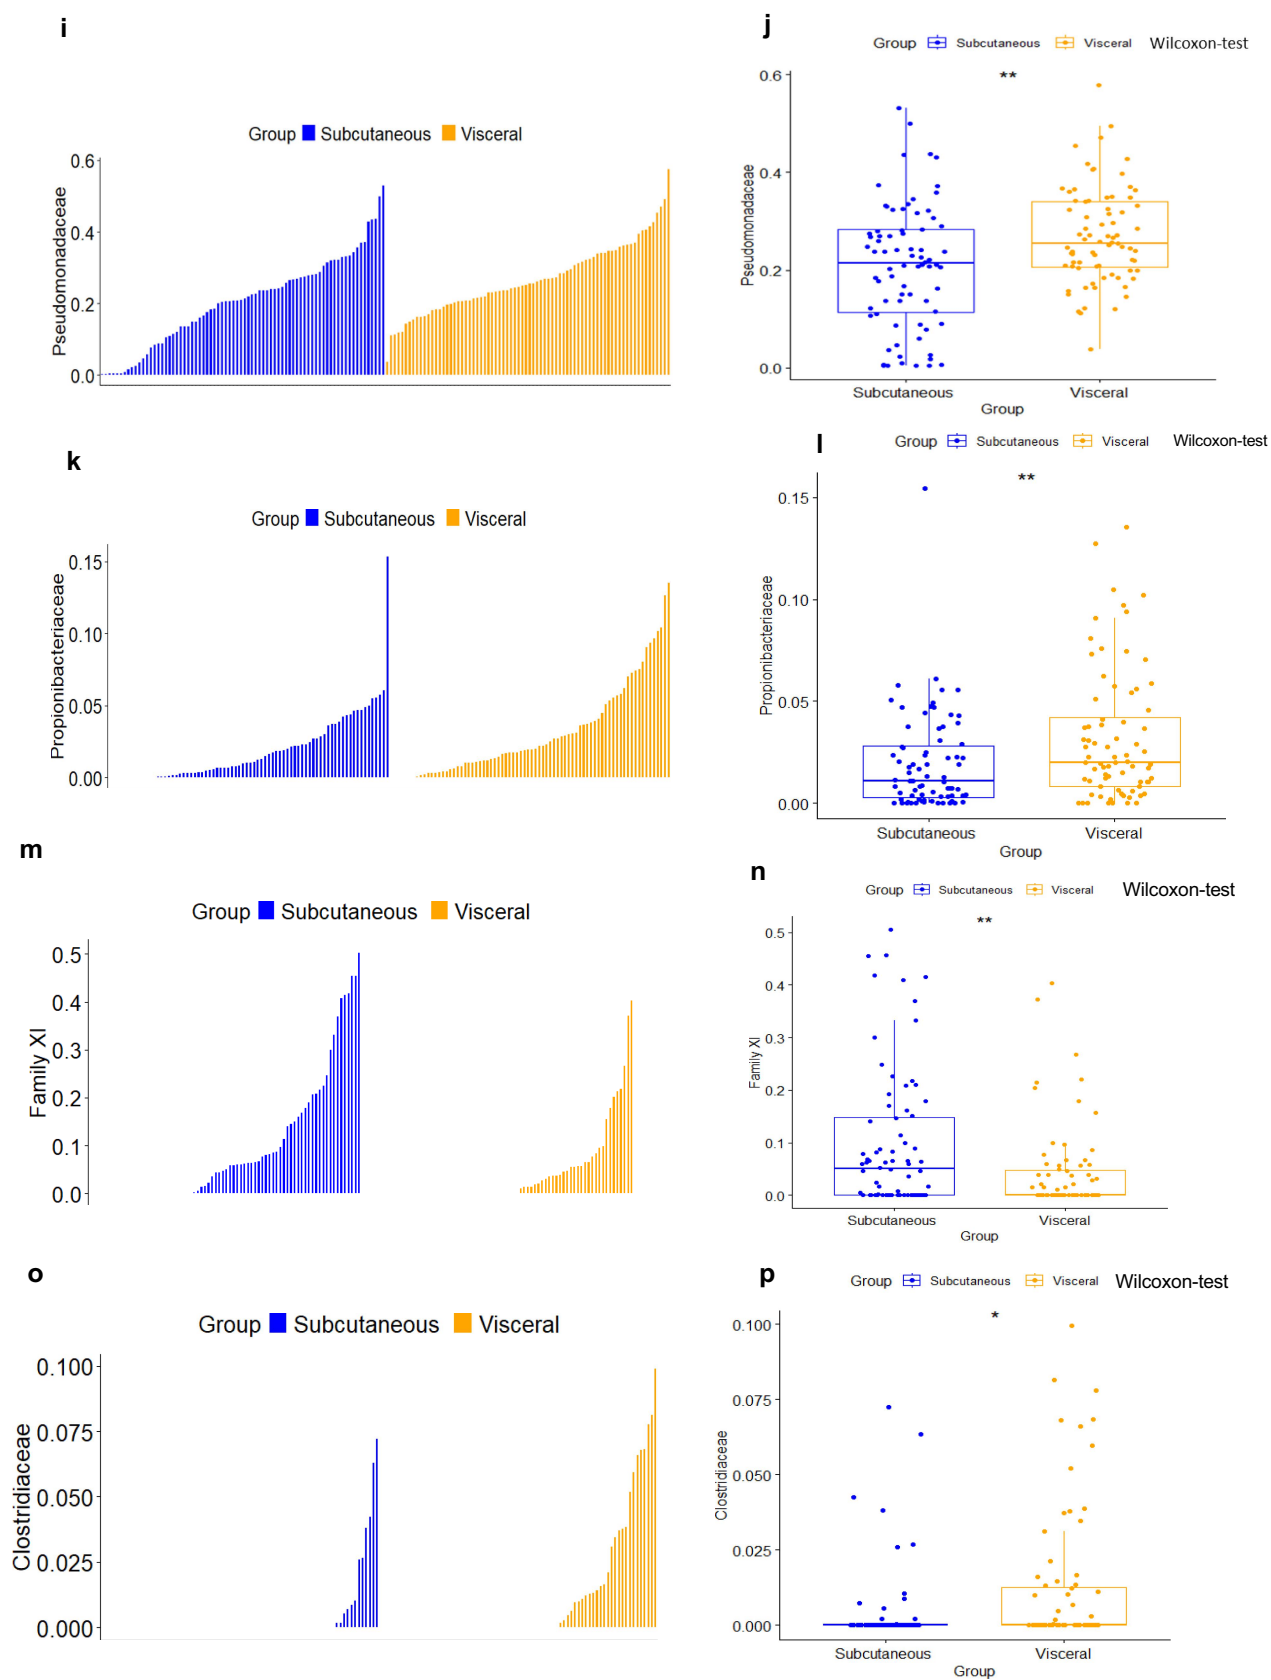 i
Group Subcutaneous Visceral
Pseudomonadaceae
0.6
0.4
0.2
0.0
j
Group Subcutaneous Visceral Wilcoxon-test
**
Pseudomonadaceae
0.6
0.4
0.2
0.0
Subcutaneous Visceral
Group
k
Group Subcutaneous Visceral
Propionibacteriaceae
0.15
0.10
0.05
0.00
l
Group Subcutaneous Visceral Wilcoxon-test
**
Propionibacteriaceae
0.15
0.10
0.05
0.00
Subcutaneous Visceral
Group
m
Group Subcutaneous Visceral
Family XI
0.5
0.4
0.3
0.2
0.1
0.0
n
Group Subcutaneous Visceral Wilcoxon-test
**
Family XI
0.5
0.4
0.3
0.2
0.1
0.0
Subcutaneous Visceral
Group
o
Group Subcutaneous Visceral
Clostridiaceae
0.100
0.075
0.050
0.025
0.000
p
Group Subcutaneous Visceral Wilcoxon-test
*
Clostridiaceae
0.100
0.075
0.050
0.025
0.000
Subcutaneous Visceral
Group